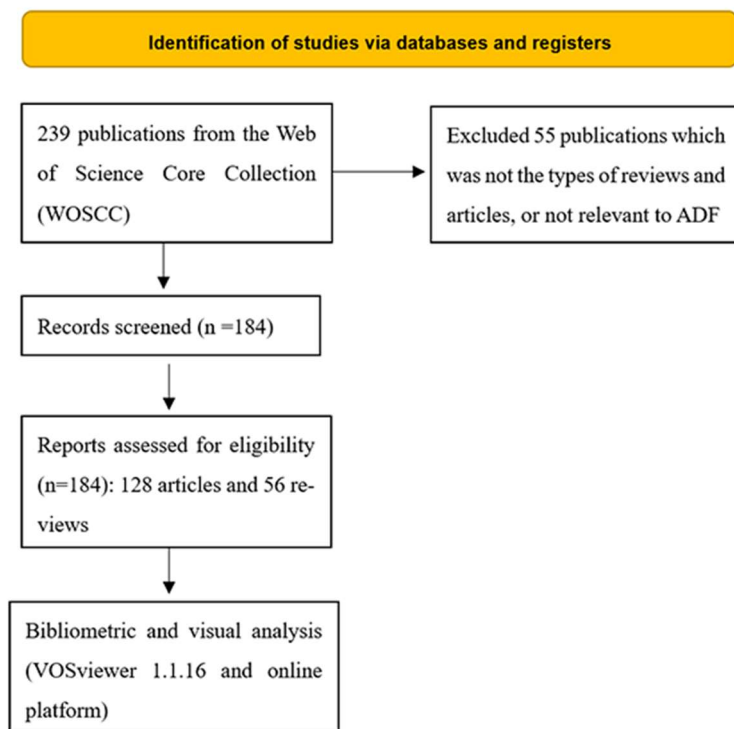 Identification of studies via databases and registers
239 publications from the Web
of Science Core Collection
(WOSCC)
Excluded 55 publications which
was not the types of reviews and
articles, or not relevant to ADF
Records screened (n =184)
Reports assessed for eligibility
(n=184): 128 articles and 56 re-
views
Bibliometric and visual analysis
(VOSviewer 1.1.16 and online
platform)